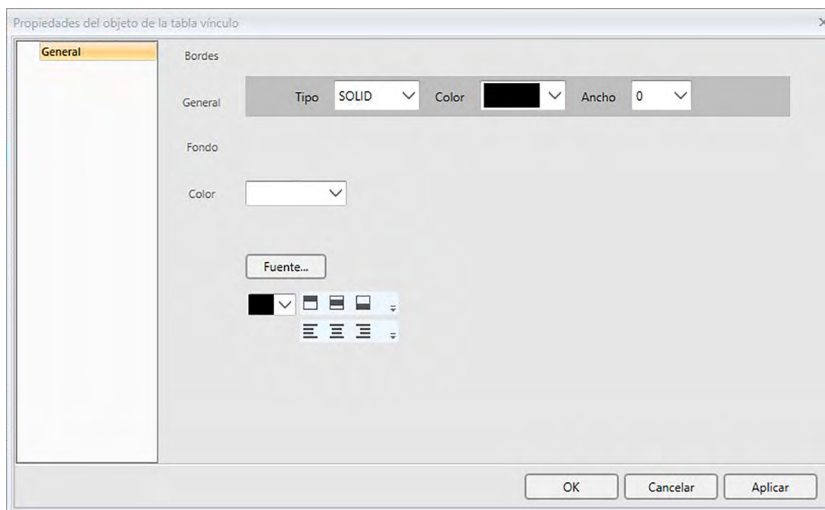 Propiedades del objeto de la tabla vínculo
General
Bordes
General
Tipo SOLID Color Ancho 0
Fondo
Color
Fuente...
OK Cancelar Aplicar